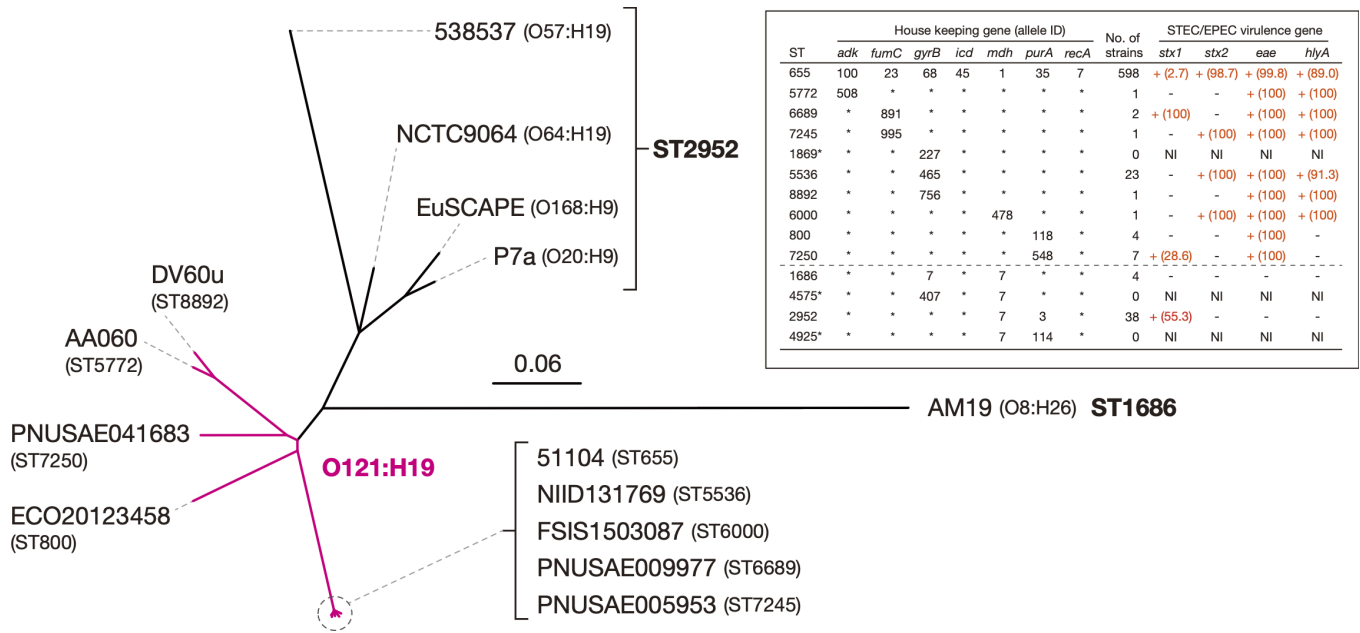 538537 (O57:H19)
NCTC9064 (O64:H19)
ST2952
EuSCAPE (O168:H9)
P7a (O20:H9)
DV60u
(ST8892)
AA060
(ST5772)
0.06
AM19 (O8:H26) ST1686
PNUSAE041683
(ST7250)
O121:H19
ECO20123458
(ST800)
51104 (ST655)
NIID131769 (ST5536)
FSIS1503087 (ST6000)
PNUSAE009977 (ST6689)
PNUSAE005953 (ST7245)
House keeping gene (allele ID) No. of strains STEC/EPEC virulence gene
ST adk fumC gyrB icd mdh purA recA stx1 stx2 eae hlyA
655 100 23 68 45 1 35 7 598 + (2.7) + (98.7) + (99.8) + (89.0)
5772 508 * * * * * * 1 - - + (100) + (100)
6689 * 891 * * * * * 2 + (100) - + (100) + (100)
7245 * 995 * * * * * 1 - + (100) + (100) + (100)
1869* * * 227 * * * * 0 NI NI NI NI
5536 * * 465 * * * * 23 - + (100) + (100) + (91.3)
8892 * * 756 * * * * 1 - - + (100) + (100)
6000 * * * * 478 * * 1 - + (100) + (100) + (100)
800 * * * * * 118 * 4 - - + (100) -
7250 * * * * * 548 * 7 + (28.6) - + (100) -
1686 * * 7 * 7 * * 4 - - - -
4575* * * 407 * 7 * * 0 NI NI NI NI
2952 * * * * 7 3 * 38 + (55.3) - - -
4925* * * * * 7 114 * 0 NI NI NI NI